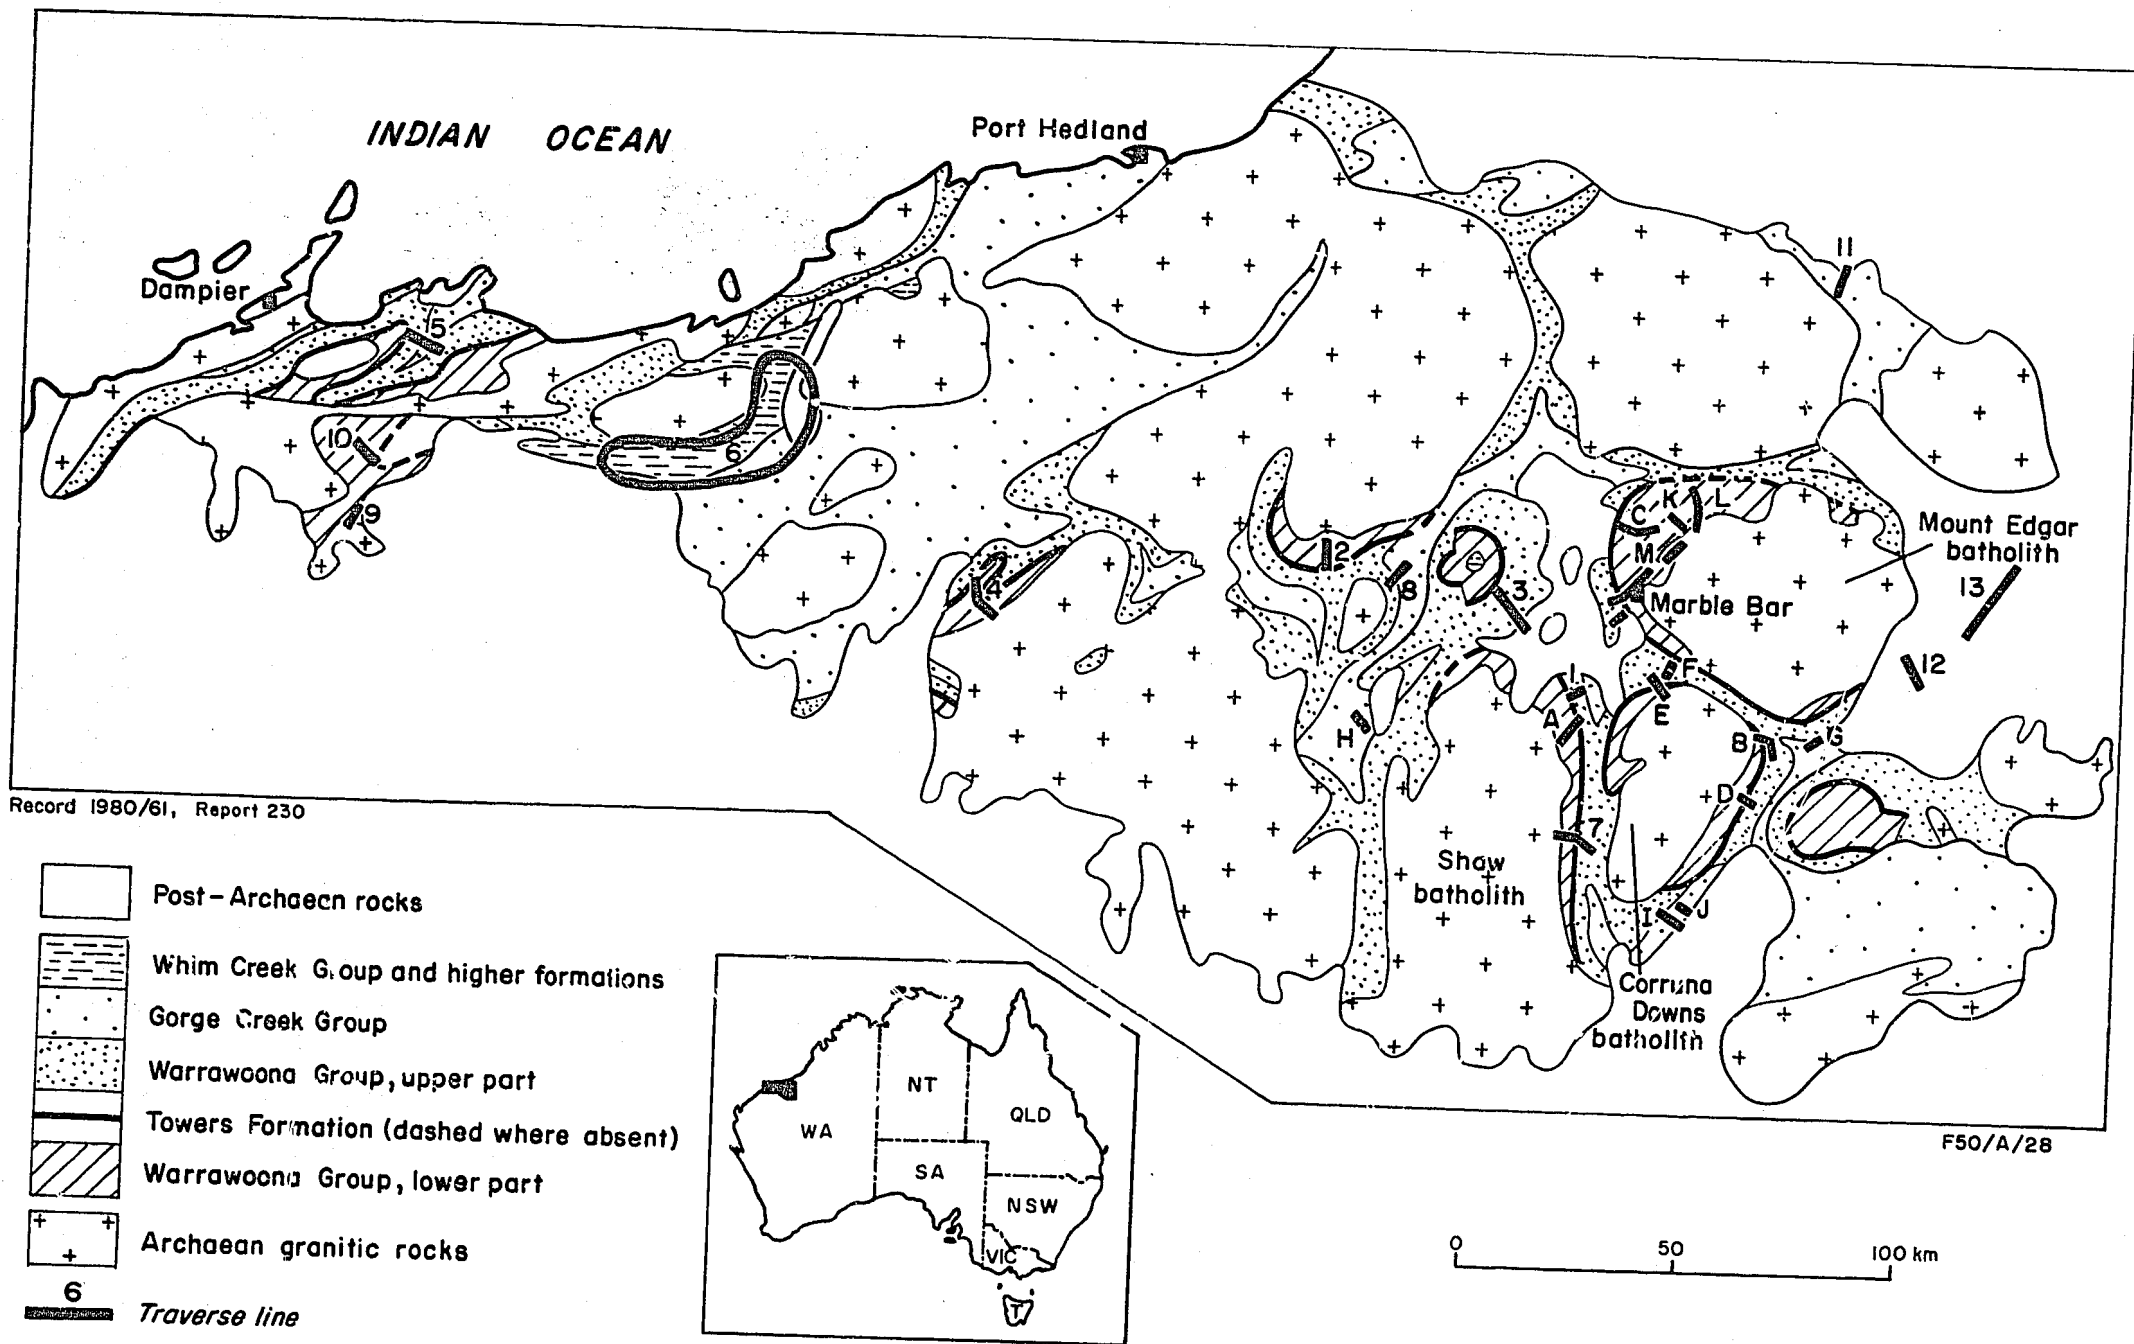 INDIAN OCEAN
Port Hedland
Dampier
11
5
10
6
9
4
2
8
3
K
L
C
M
Marble Bar
Mount Edgar
batholith
13
12
F
E
I
A
H
B
G
D
7
Shaw
batholith
I
J
Corruna
Downs
batholith
Record 1980/61, Report 230
F50/A/28
Post-Archaean rocks
Whim Creek Group and higher formations
Gorge Creek Group
Warrawoona Group, upper part
Towers Formation (dashed where absent)
Warrawoona Group, lower part
Archaean granitic rocks
6
Traverse line
WA
NT
QLD
SA
NSW
VIC
T
0 50 100 km